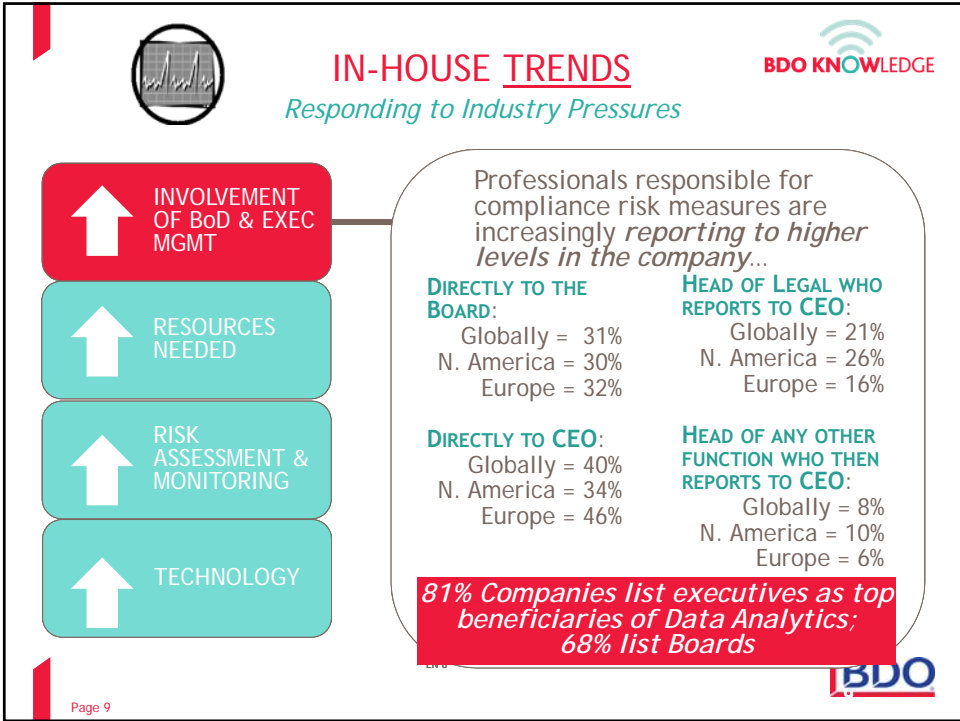 IN-HOUSE TRENDS
BDO KNOWLEDGE
Responding to Industry Pressures
INVOLVEMENT
OF BoD & EXEC
MGMT
RESOURCES
NEEDED
RISK
ASSESSMENT &
MONITORING
TECHNOLOGY
Professionals responsible for
compliance risk measures are
increasingly reporting to higher
levels in the company...
DIRECTLY TO THE
BOARD:
Globally = 31%
N. America = 30%
Europe = 32%
DIRECTLY TO CEO:
Globally = 40%
N. America = 34%
Europe = 46%
HEAD OF LEGAL WHO
REPORTS TO CEO:
Globally = 21%
N. America = 26%
Europe = 16%
HEAD OF ANY OTHER
FUNCTION WHO THEN
REPORTS TO CEO:
Globally = 8%
N. America = 10%
Europe = 6%
81% Companies list executives as top
beneficiaries of Data Analytics;
68% list Boards
BDO
Page 9